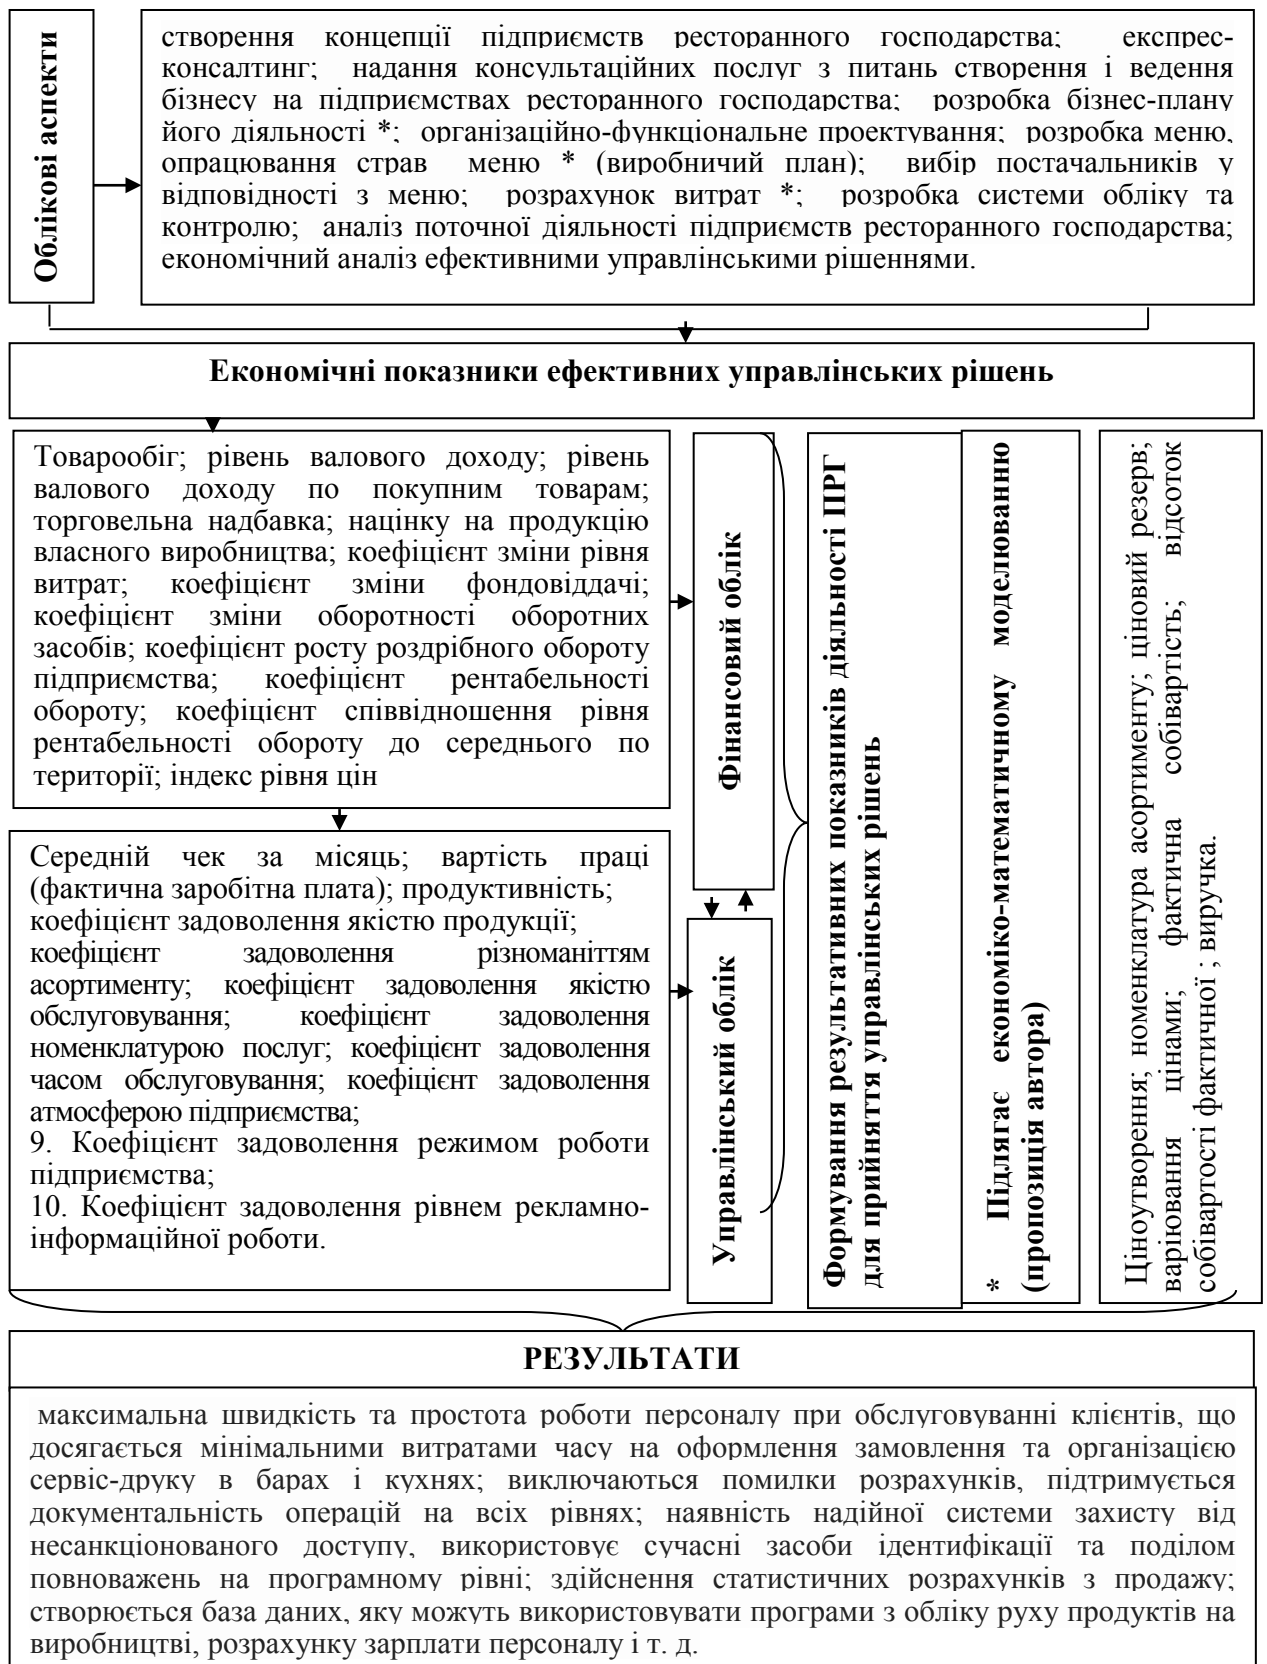 Облікові аспекти
створення концепції підприємств ресторанного господарства; експрес-
консалтинг; надання консультаційних послуг з питань створення і ведення
бізнесу на підприємствах ресторанного господарства; розробка бізнес-плану
його діяльності *; організаційно-функціональне проектування; розробка меню,
опрацювання страв меню * (виробничий план); вибір постачальників у
відповідності з меню; розрахунок витрат *; розробка системи обліку та
контролю; аналіз поточної діяльності підприємств ресторанного господарства;
економічний аналіз ефективними управлінськими рішеннями.
Економічні показники ефективних управлінських рішень
Товарообіг; рівень валового доходу; рівень
валового доходу по покупним товарам;
торговельна надбавка; націнку на продукцію
власного виробництва; коефіцієнт зміни рівня
витрат; коефіцієнт зміни фондовіддачі;
коефіцієнт зміни оборотності оборотних
засобів; коефіцієнт росту роздрібного обороту
підприємства; коефіцієнт рентабельності
обороту; коефіцієнт співвідношення рівня
рентабельності обороту до середнього по
території; індекс рівня цін
Середній чек за місяць; вартість праці
(фактична заробітна плата); продуктивність;
коефіцієнт задоволення якістю продукції;
коефіцієнт задоволення різноманіттям
асортименту; коефіцієнт задоволення якістю
обслуговування; коефіцієнт задоволення
номенклатурою послуг; коефіцієнт задоволення
часом обслуговування; коефіцієнт задоволення
атмосферою підприємства;
9. Коефіцієнт задоволення режимом роботи
підприємства;
10. Коефіцієнт задоволення рівнем рекламно-
інформаційної роботи.
Фінансовий облік
Управлінський облік
Формування результативних показників діяльності ПРГ
для прийняття управлінських рішень
* Підлягає економіко-математичному моделюванню
(пропозиція автора)
Ціноутворення; номенклатура асортименту; ціновий резерв;
варіювання цінами; фактична собівартість; відсоток
собівартості фактичної ; виручка.
РЕЗУЛЬТАТИ
максимальна швидкість та простота роботи персоналу при обслуговуванні клієнтів, що
досягається мінімальними витратами часу на оформлення замовлення та організацією
сервіс-друку в барах і кухнях; виключаються помилки розрахунків, підтримується
документальність операцій на всіх рівнях; наявність надійної системи захисту від
несанкціонованого доступу, використовує сучасні засоби ідентифікації та поділом
повноважень на програмному рівні; здійснення статистичних розрахунків з продажу;
створюється база даних, яку можуть використовувати програми з обліку руху продуктів на
виробництві, розрахунку зарплати персоналу і т. д.